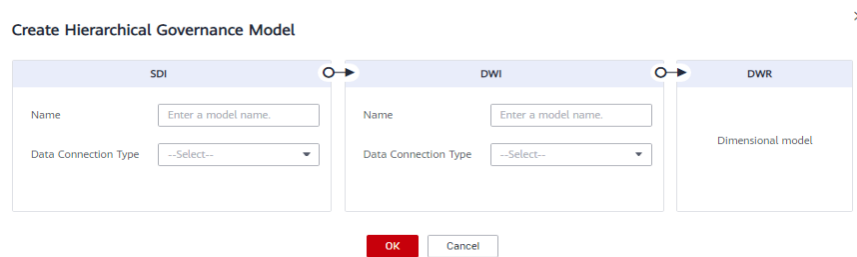 Create Hierarchical Governance Model
SDI
DWI
DWR
Name
Enter a model name.
Name
Enter a model name.
Dimensional model
Data Connection Type
--Select--
Data Connection Type
--Select--
OK
Cancel